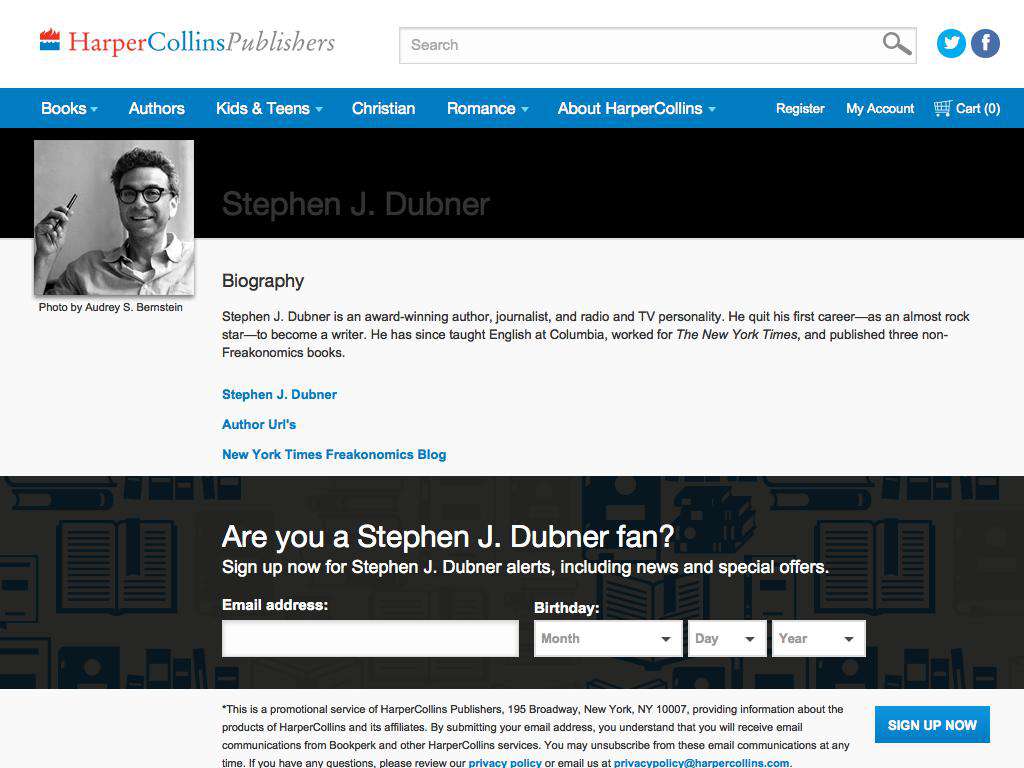 HarperCollinsPublishers
Search
Books
Authors
Kids & Teens
Christian
Romance
About HarperCollins
Register
My Account
Cart (0)
Stephen J. Dubner
Photo by Audrey S. Bernstein
Biography
Stephen J. Dubner is an award-winning author, journalist, and radio and TV personality. He quit his first career—as an almost rock
star—to become a writer. He has since taught English at Columbia, worked for The New York Times, and published three non-
Freakonomics books.
Stephen J. Dubner
Author Url's
New York Times Freakonomics Blog
Are you a Stephen J. Dubner fan?
Sign up now for Stephen J. Dubner alerts, including news and special offers.
Email address:
Birthday:
Month
Day
Year
*This is a promotional service of HarperCollins Publishers, 195 Broadway, New York, NY 10007, providing information about the
products of HarperCollins and its affiliates. By submitting your email address, you understand that you will receive email
communications from Bookperk and other HarperCollins services. You may unsubscribe from these email communications at any
time. If you have any questions, please review our privacy policy or email us at privacypolicy@harpercollins.com.
SIGN UP NOW